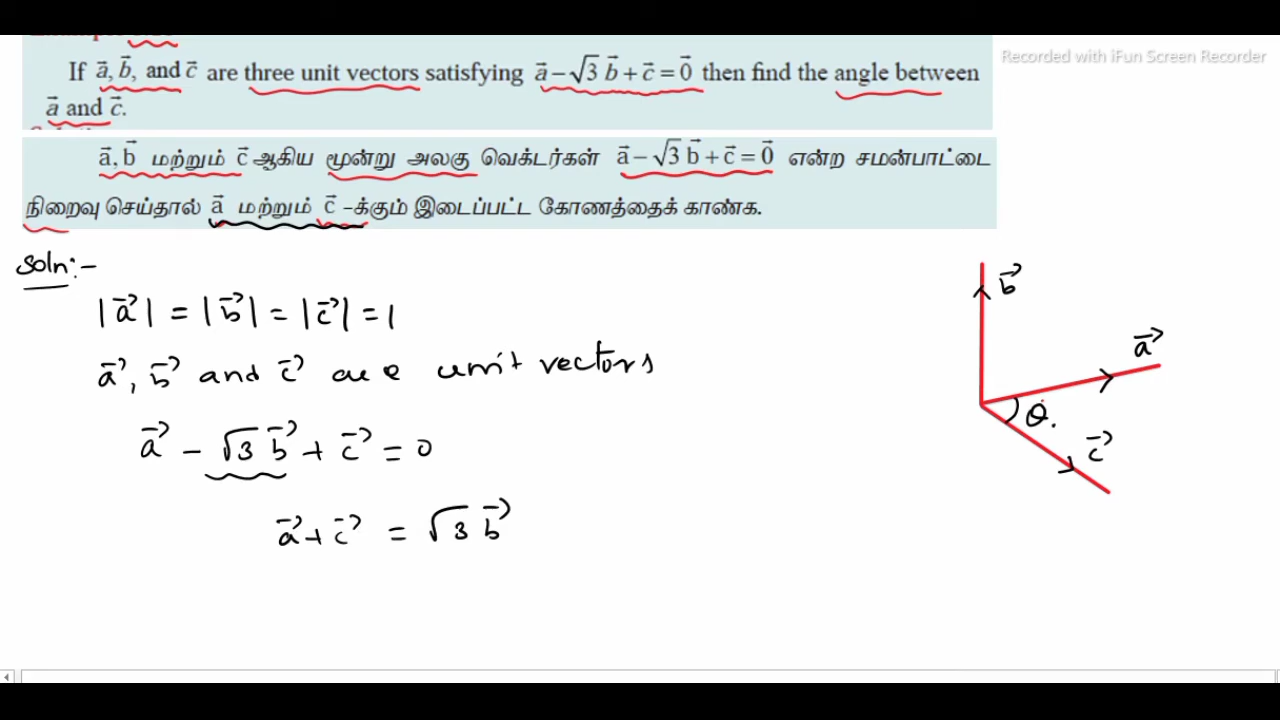 Recorded with iFun Screen Recorder
If a⃗, b⃗, and c⃗ are three unit vectors satisfying a⃗ − √3 b⃗ + c⃗ = 0⃗ then find the angle between
a⃗ and c⃗.
a⃗, b⃗ மற்றும் c⃗ ஆகிய மூன்று அலகு வெக்டர்கள் a⃗ − √3 b⃗ + c⃗ = 0⃗ என்ற சமன்பாட்டை
நிறைவு செய்தால் a⃗ மற்றும் c⃗ -க்கும் இடைப்பட்ட கோணத்தைக் காண்க.
Soln:-
|a⃗| = |b⃗| = |c⃗| = 1
a⃗, b⃗ and c⃗ are unit vectors
a⃗ − √3 b⃗ + c⃗ = 0
a⃗ + c⃗ = √3 b⃗
b⃗
a⃗
θ.
c⃗